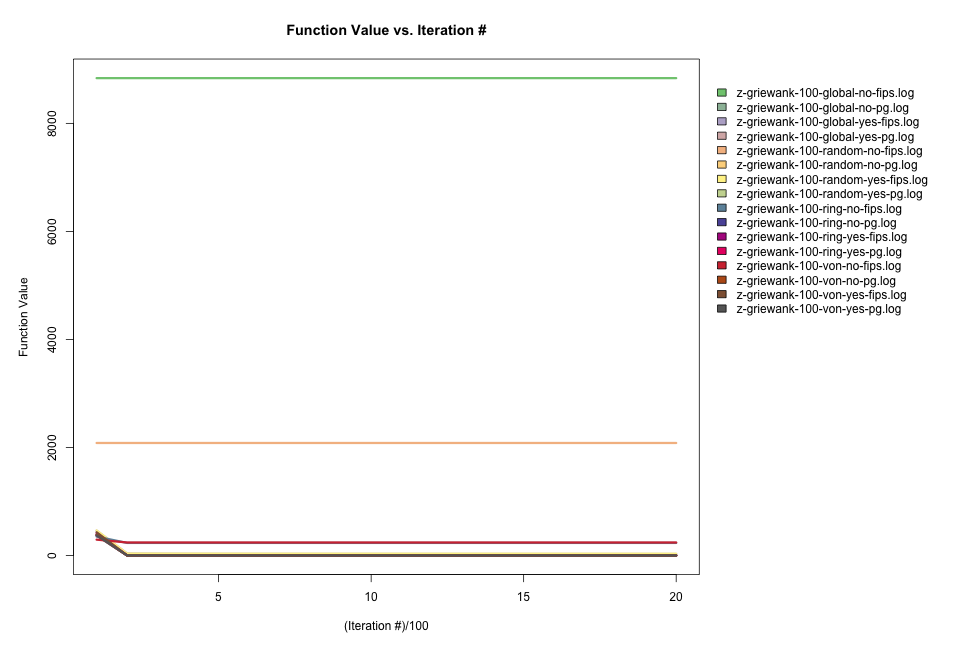 Function Value vs. Iteration #
Function Value
8000
6000
4000
2000
0
5
10
15
20
(Iteration #)/100
z-griewank-100-global-no-fips.log
z-griewank-100-global-no-pg.log
z-griewank-100-global-yes-fips.log
z-griewank-100-global-yes-pg.log
z-griewank-100-random-no-fips.log
z-griewank-100-random-no-pg.log
z-griewank-100-random-yes-fips.log
z-griewank-100-random-yes-pg.log
z-griewank-100-ring-no-fips.log
z-griewank-100-ring-no-pg.log
z-griewank-100-ring-yes-fips.log
z-griewank-100-ring-yes-pg.log
z-griewank-100-von-no-fips.log
z-griewank-100-von-no-pg.log
z-griewank-100-von-yes-fips.log
z-griewank-100-von-yes-pg.log